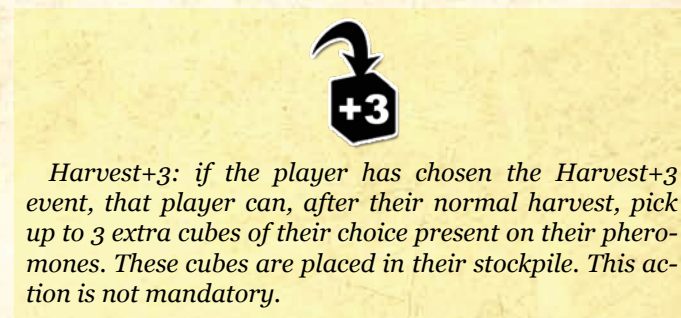 +3
Harvest+3: if the player has chosen the Harvest+3
event, that player can, after their normal harvest, pick
up to 3 extra cubes of their choice present on their phero-
mones. These cubes are placed in their stockpile. This ac-
tion is not mandatory.